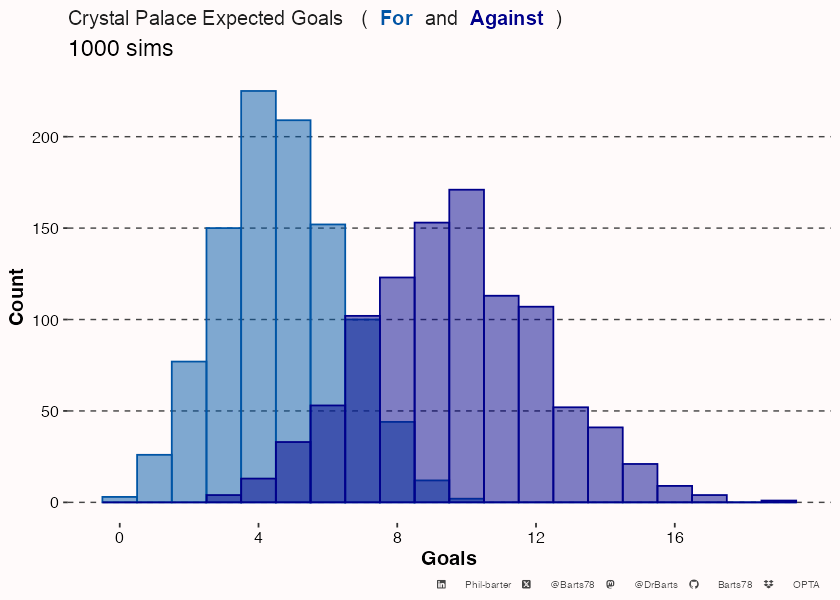 Crystal Palace Expected Goals ( For and Against )
1000 sims
Count
200
150
100
50
0
0 4 8 12 16
Goals
Phil-barter @Barts78 @DrBarts Barts78 OPTA